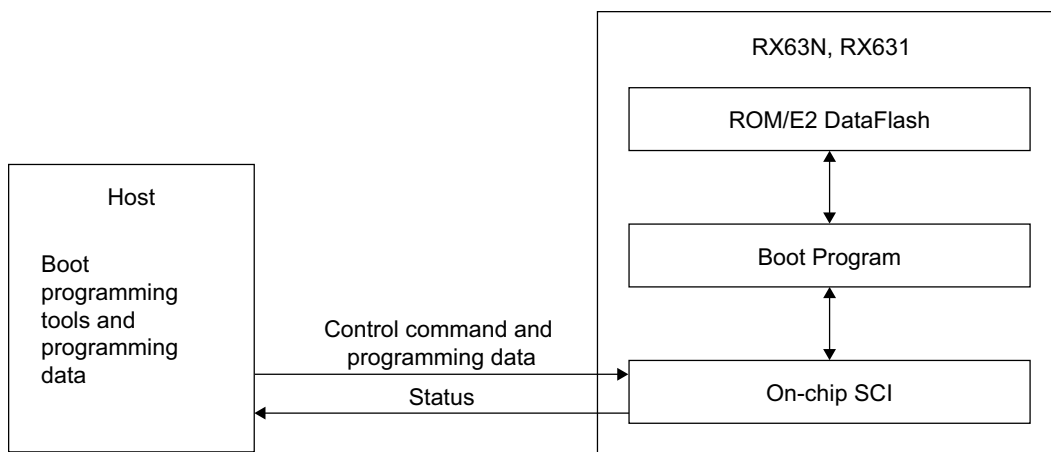 RX63N, RX631
ROM/E2 DataFlash
Host
Boot
programming
tools and
programming
data
Boot Program
Control command and
programming data
Status
On-chip SCI